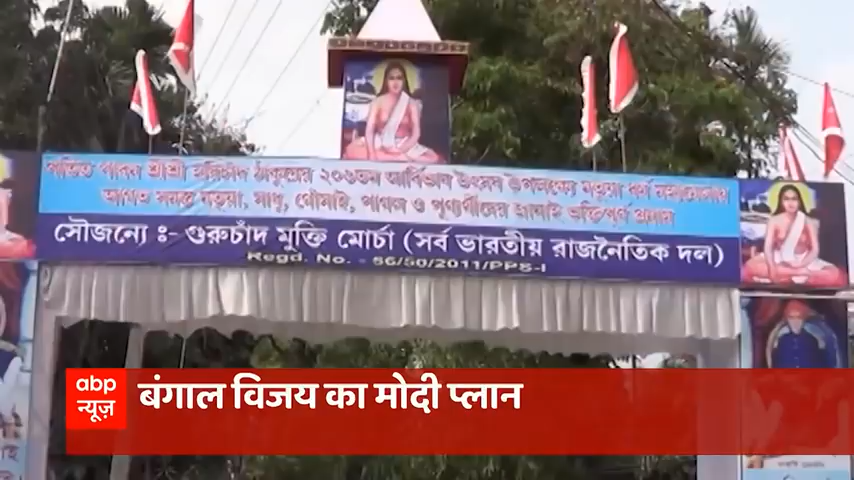 পতিত পাবন শ্রীশ্রী হরিচাঁদ ঠাকুরের ২০৬তম আবির্ভাব উৎসব উপলক্ষ্যে মতুয়া ধর্ম মহামেলায়
আগত সমস্ত মতুয়া, সাধু, গোঁসাই, পাগল ও পূণ্যার্থীদের জানাই ভক্তিপূর্ণ প্রণাম
সৌজন্যে ঃ- গুরুচাঁদ মুক্তি মোর্চা (সর্ব ভারতীয় রাজনৈতিক দল)
Regd. No. - 56/50/2011/PPS-I
abp
न्यूज़
बंगाल विजय का मोदी प्लान